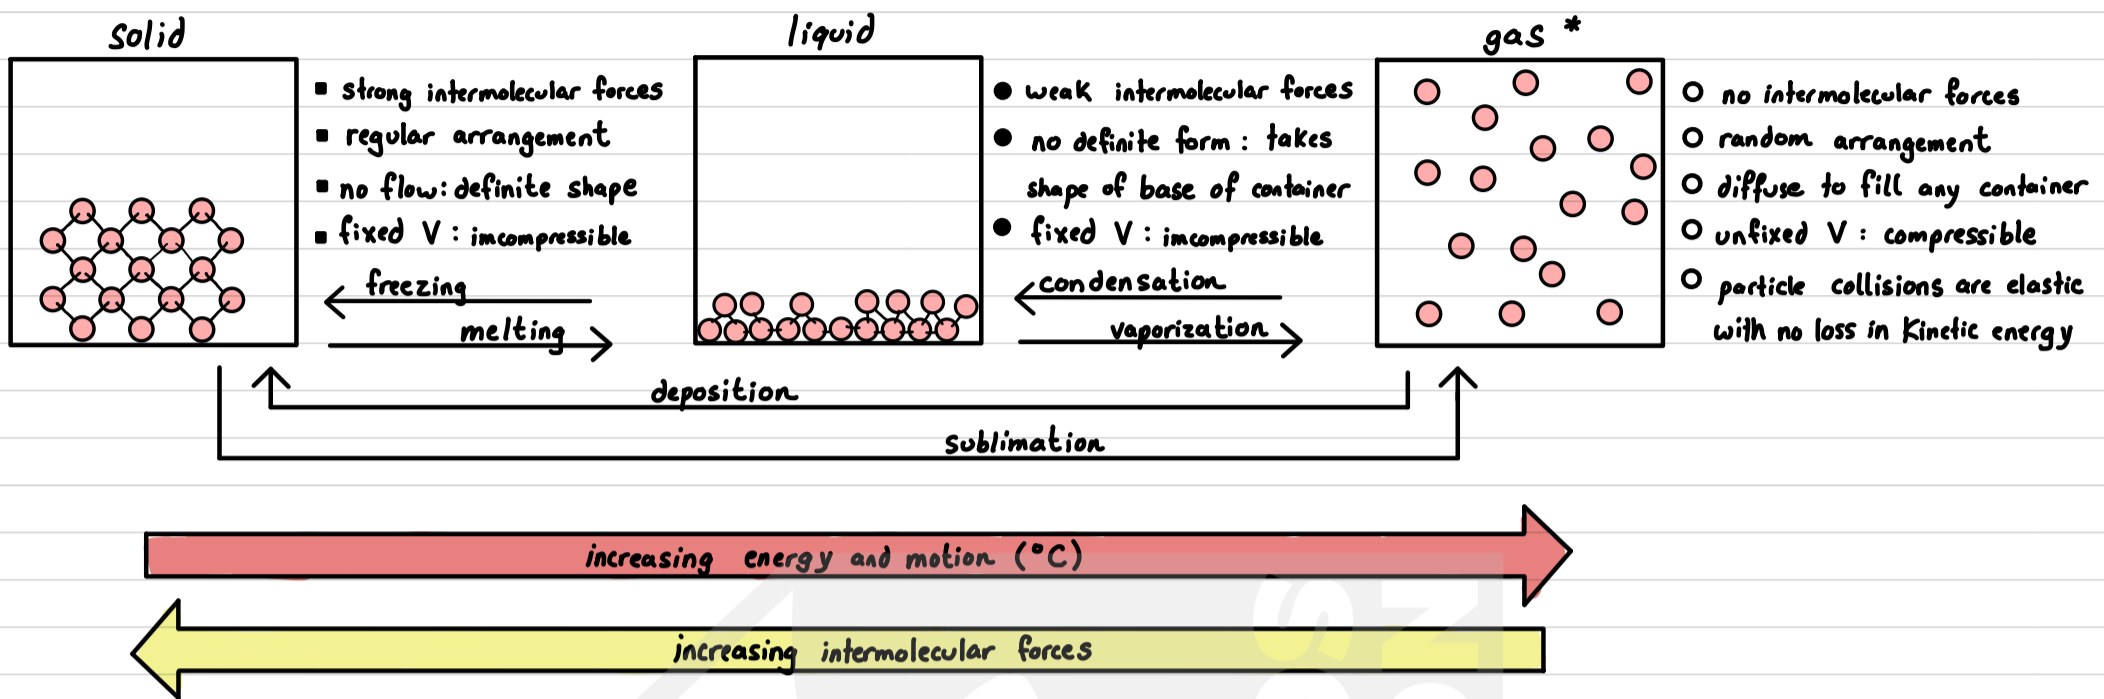 solid
■ strong intermolecular forces
■ regular arrangement
■ no flow: definite shape
■ fixed V : imcompressible
freezing
melting
liquid
● weak intermolecular forces
● no definite form : takes
shape of base of container
● fixed V : imcompressible
condensation
vaporization
gas *
○ no intermolecular forces
○ random arrangement
○ diffuse to fill any container
○ unfixed V : compressible
○ particle collisions are elastic
with no loss in kinetic energy
deposition
sublimation
increasing energy and motion (°C)
increasing intermolecular forces